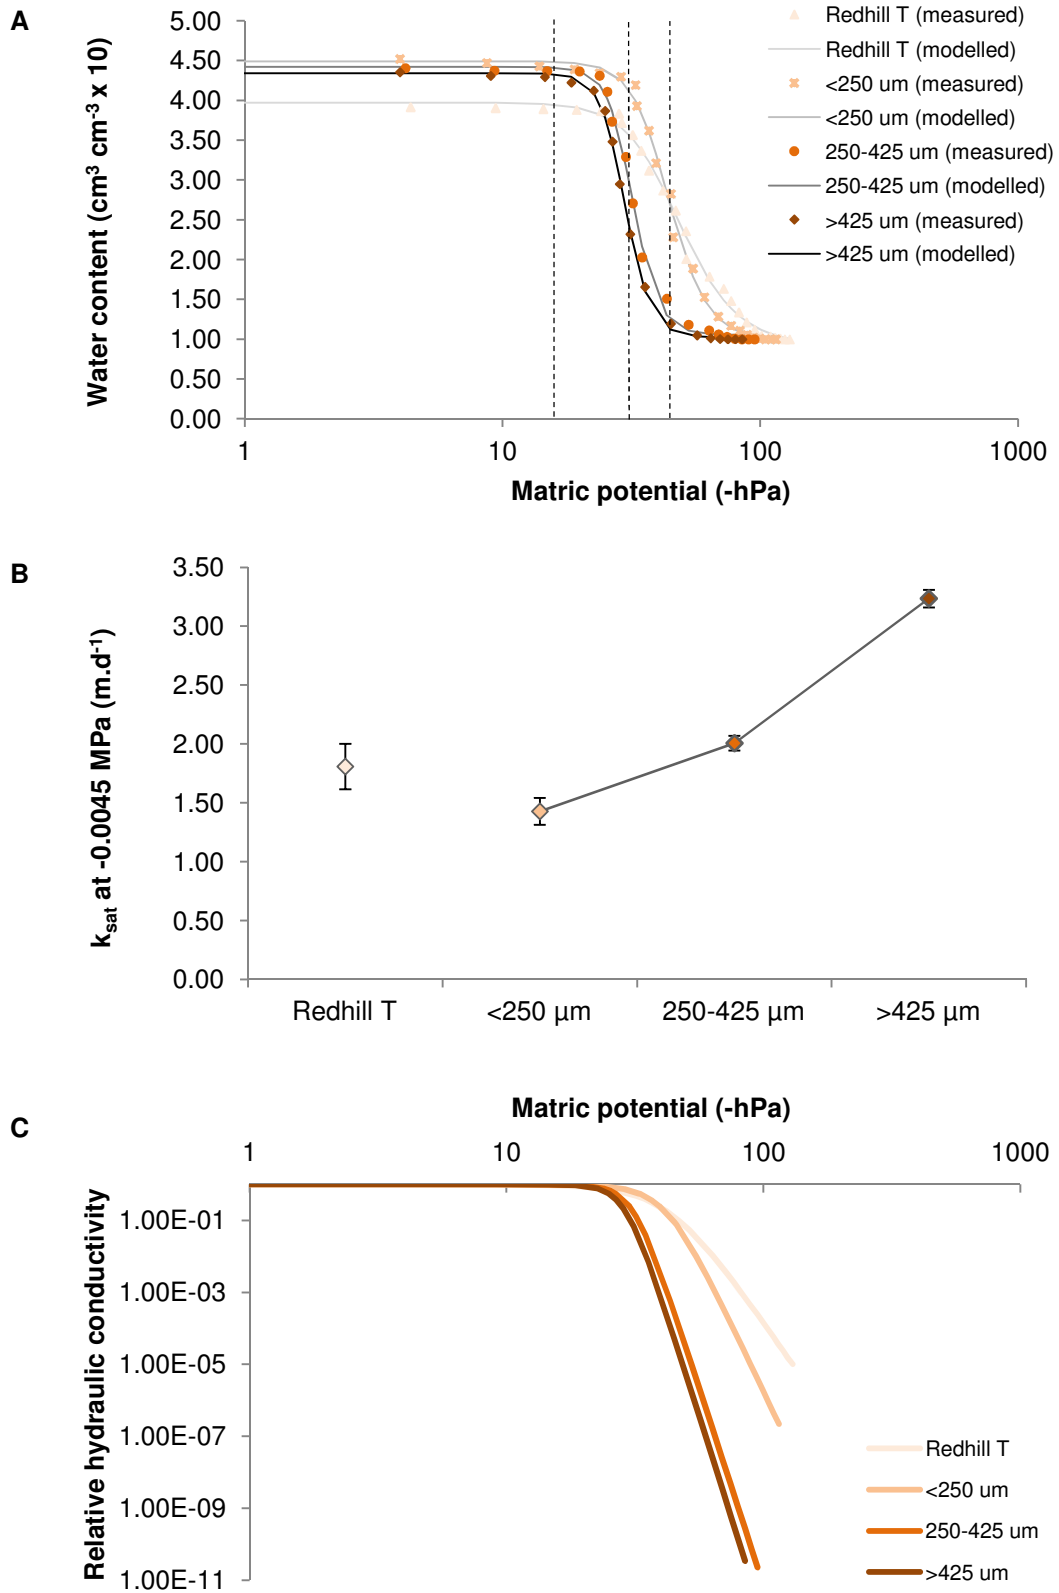 A
Water content (cm³ cm⁻³ x 10)
5.00
4.50
4.00
3.50
3.00
2.50
2.00
1.50
1.00
0.50
0.00
1
10
100
1000
Matric potential (-hPa)
Redhill T (measured)
Redhill T (modelled)
<250 um (measured)
<250 um (modelled)
250-425 um (measured)
250-425 um (modelled)
>425 um (measured)
>425 um (modelled)
B
kₛₐₜ at -0.0045 MPa (m.d⁻¹)
3.50
3.00
2.50
2.00
1.50
1.00
0.50
0.00
Redhill T
<250 µm
250-425 µm
>425 µm
C
Matric potential (-hPa)
1
10
100
1000
Relative hydraulic conductivity
1.00E-01
1.00E-03
1.00E-05
1.00E-07
1.00E-09
1.00E-11
Redhill T
<250 um
250-425 um
>425 um